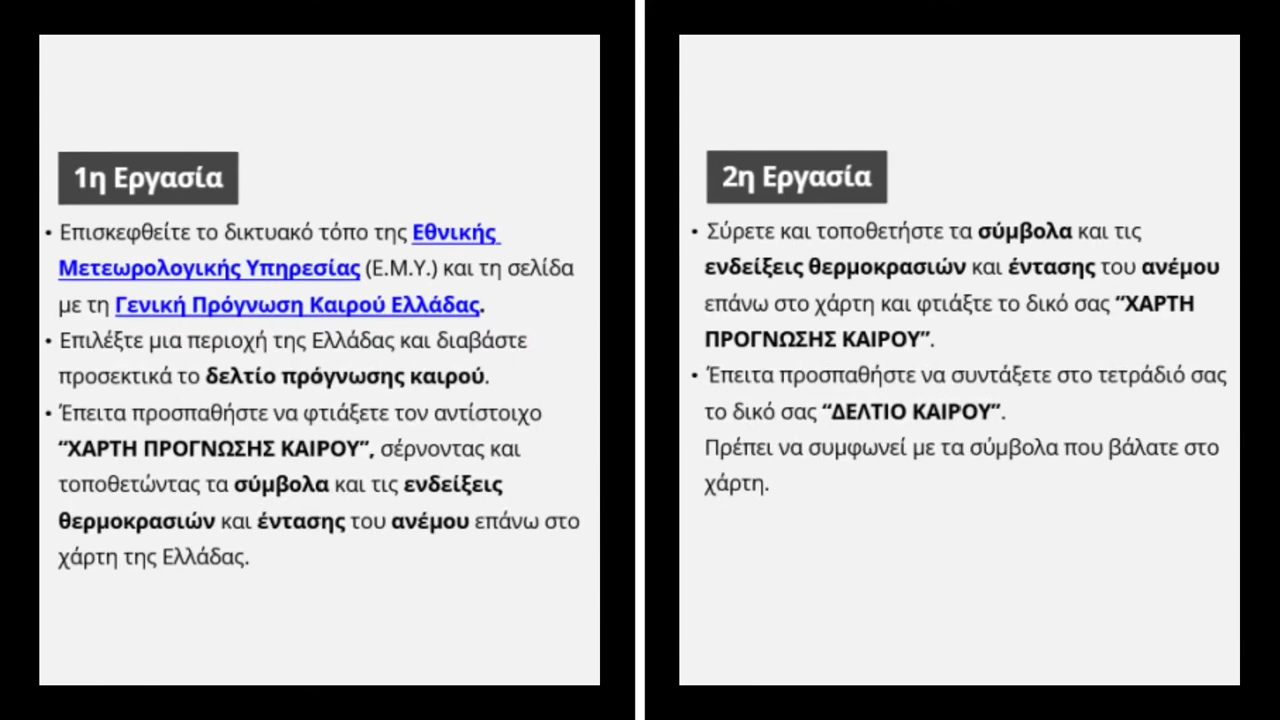 1η Εργασία
• Επισκεφθείτε το δικτυακό τόπο της Εθνικής
Μετεωρολογικής Υπηρεσίας (Ε.Μ.Υ.) και τη σελίδα
με τη Γενική Πρόγνωση Καιρού Ελλάδας.
• Επιλέξτε μια περιοχή της Ελλάδας και διαβάστε
προσεκτικά το δελτίο πρόγνωσης καιρού.
• Έπειτα προσπαθήστε να φτιάξετε τον αντίστοιχο
“ΧΑΡΤΗ ΠΡΟΓΝΩΣΗΣ ΚΑΙΡΟΥ”, σέρνοντας και
τοποθετώντας τα σύμβολα και τις ενδείξεις
θερμοκρασιών και έντασης του ανέμου επάνω στο
χάρτη της Ελλάδας.
2η Εργασία
• Σύρετε και τοποθετήστε τα σύμβολα και τις
ενδείξεις θερμοκρασιών και έντασης του ανέμου
επάνω στο χάρτη και φτιάξτε το δικό σας “ΧΑΡΤΗ
ΠΡΟΓΝΩΣΗΣ ΚΑΙΡΟΥ”.
• Έπειτα προσπαθήστε να συντάξετε στο τετράδιό σας
το δικό σας “ΔΕΛΤΙΟ ΚΑΙΡΟΥ”.
Πρέπει να συμφωνεί με τα σύμβολα που βάλατε στο
χάρτη.